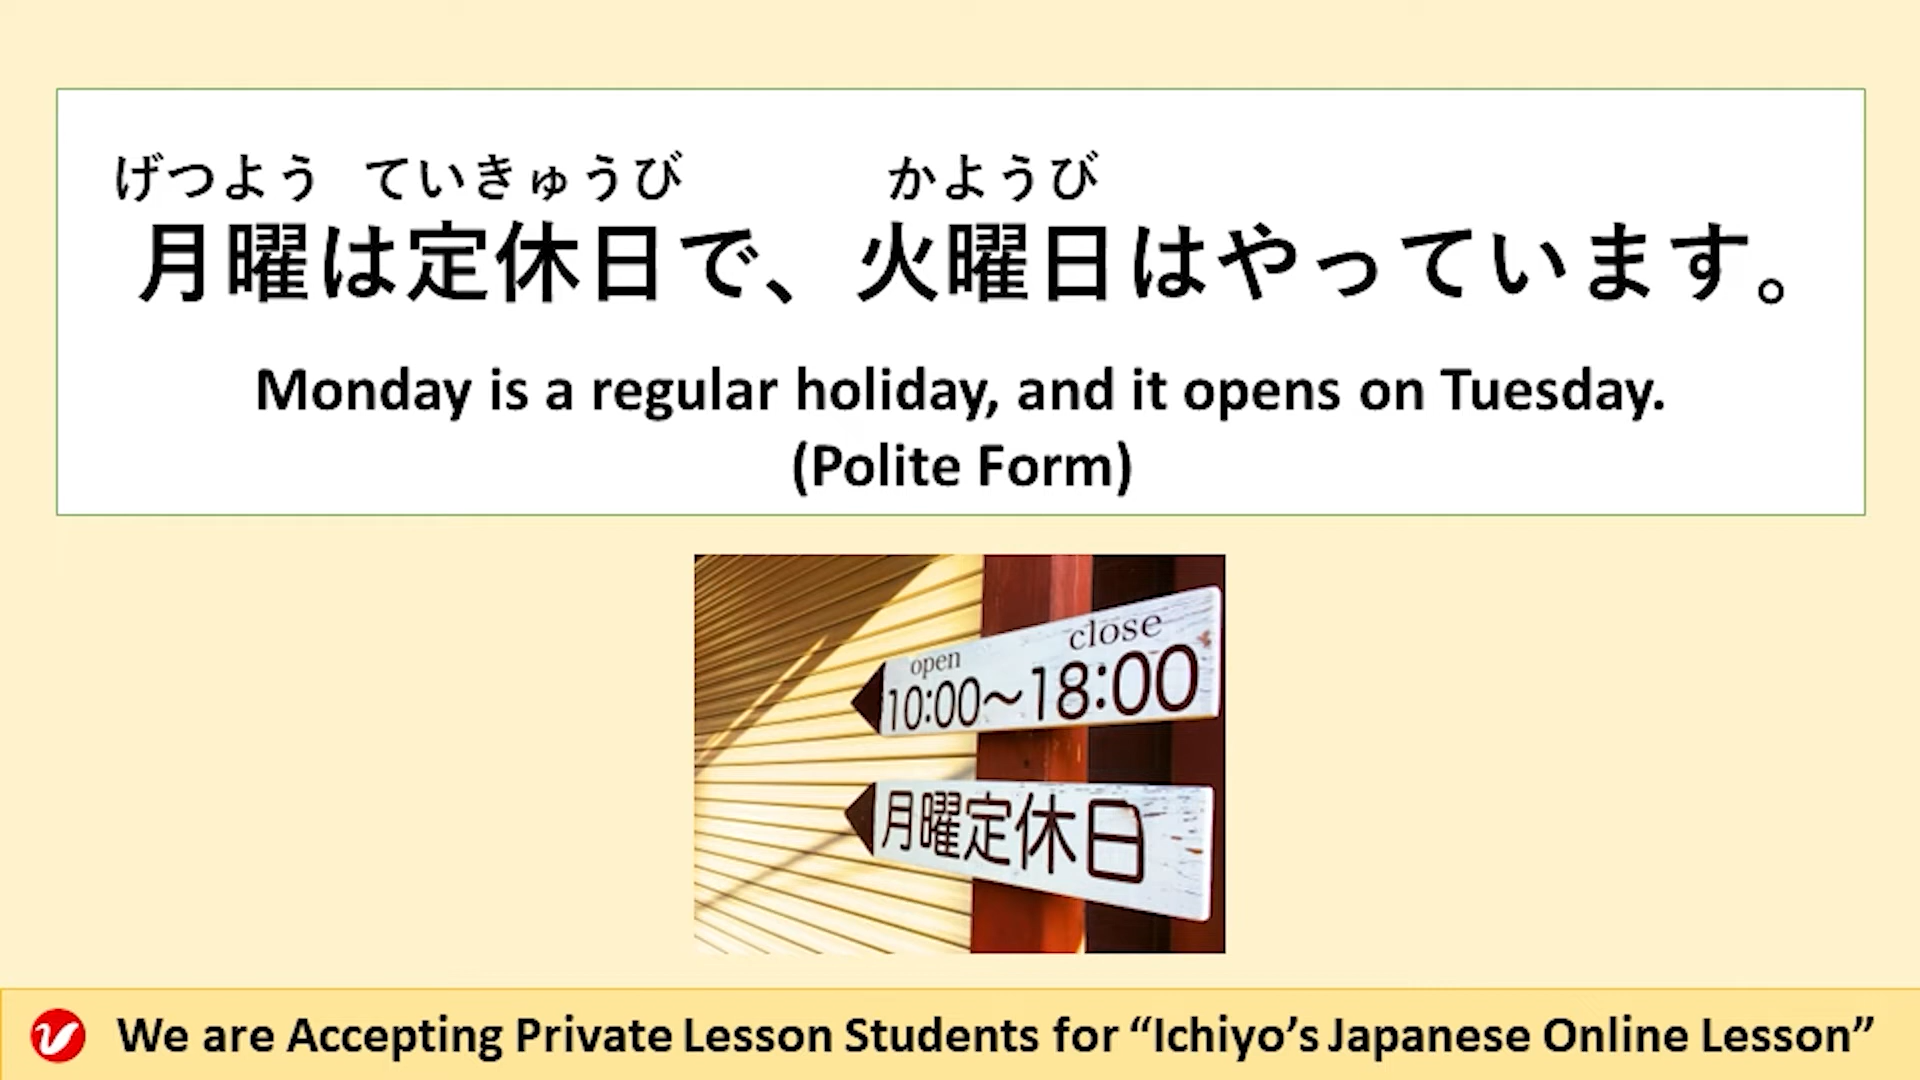 げつよう ていきゅうび かようび
月曜は定休日で、火曜日はやっています。
Monday is a regular holiday, and it opens on Tuesday.
(Polite Form)
open close
10:00～18:00
月曜定休日
We are Accepting Private Lesson Students for “Ichiyo’s Japanese Online Lesson”